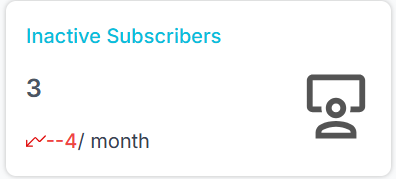 Inactive Subscribers
3
--4/ month